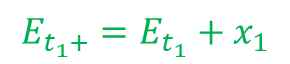 $E_{t_1+} = E_{t_1} + x_1$